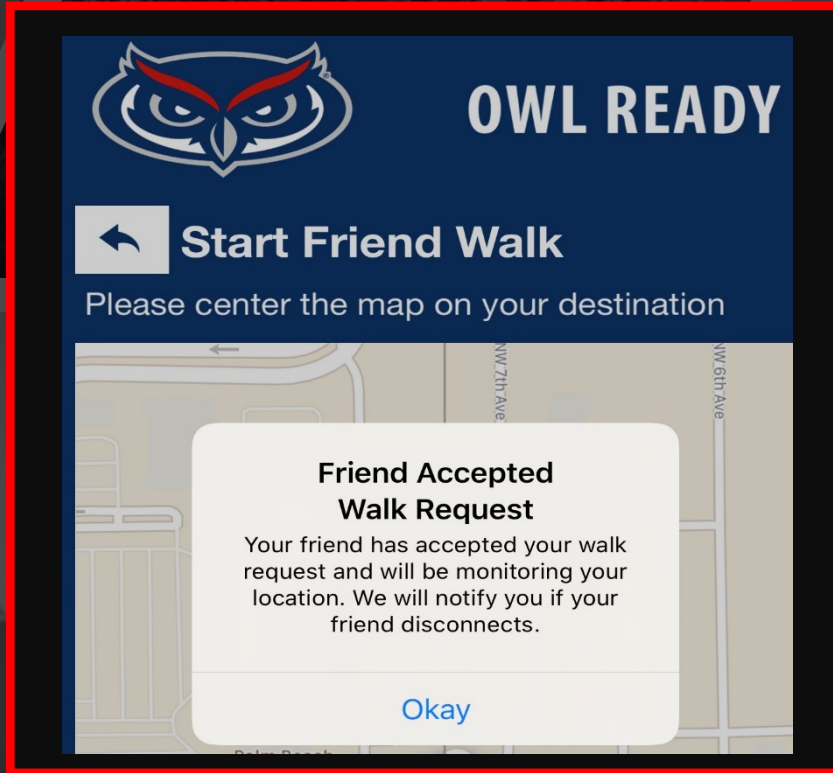 OWL READY
Start Friend Walk
Please center the map on your destination
NW 7th Ave
NW 6th Ave
Friend Accepted
Walk Request
Your friend has accepted your walk
request and will be monitoring your
location. We will notify you if your
friend disconnects.
Okay
Palm Beach